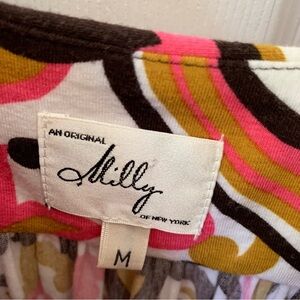 AN ORIGINAL
Milly
OF NEW YORK
M